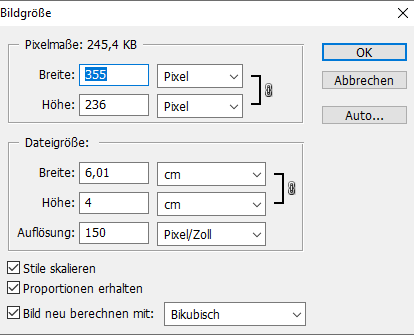 Bildgröße
Pixelmaße: 245,4 KB
OK
Breite: 355 Pixel
Abbrechen
Höhe: 236 Pixel
Auto...
Dateigröße:
Breite: 6,01 cm
Höhe: 4 cm
Auflösung: 150 Pixel/Zoll
Stile skalieren
Proportionen erhalten
Bild neu berechnen mit: Bikubisch